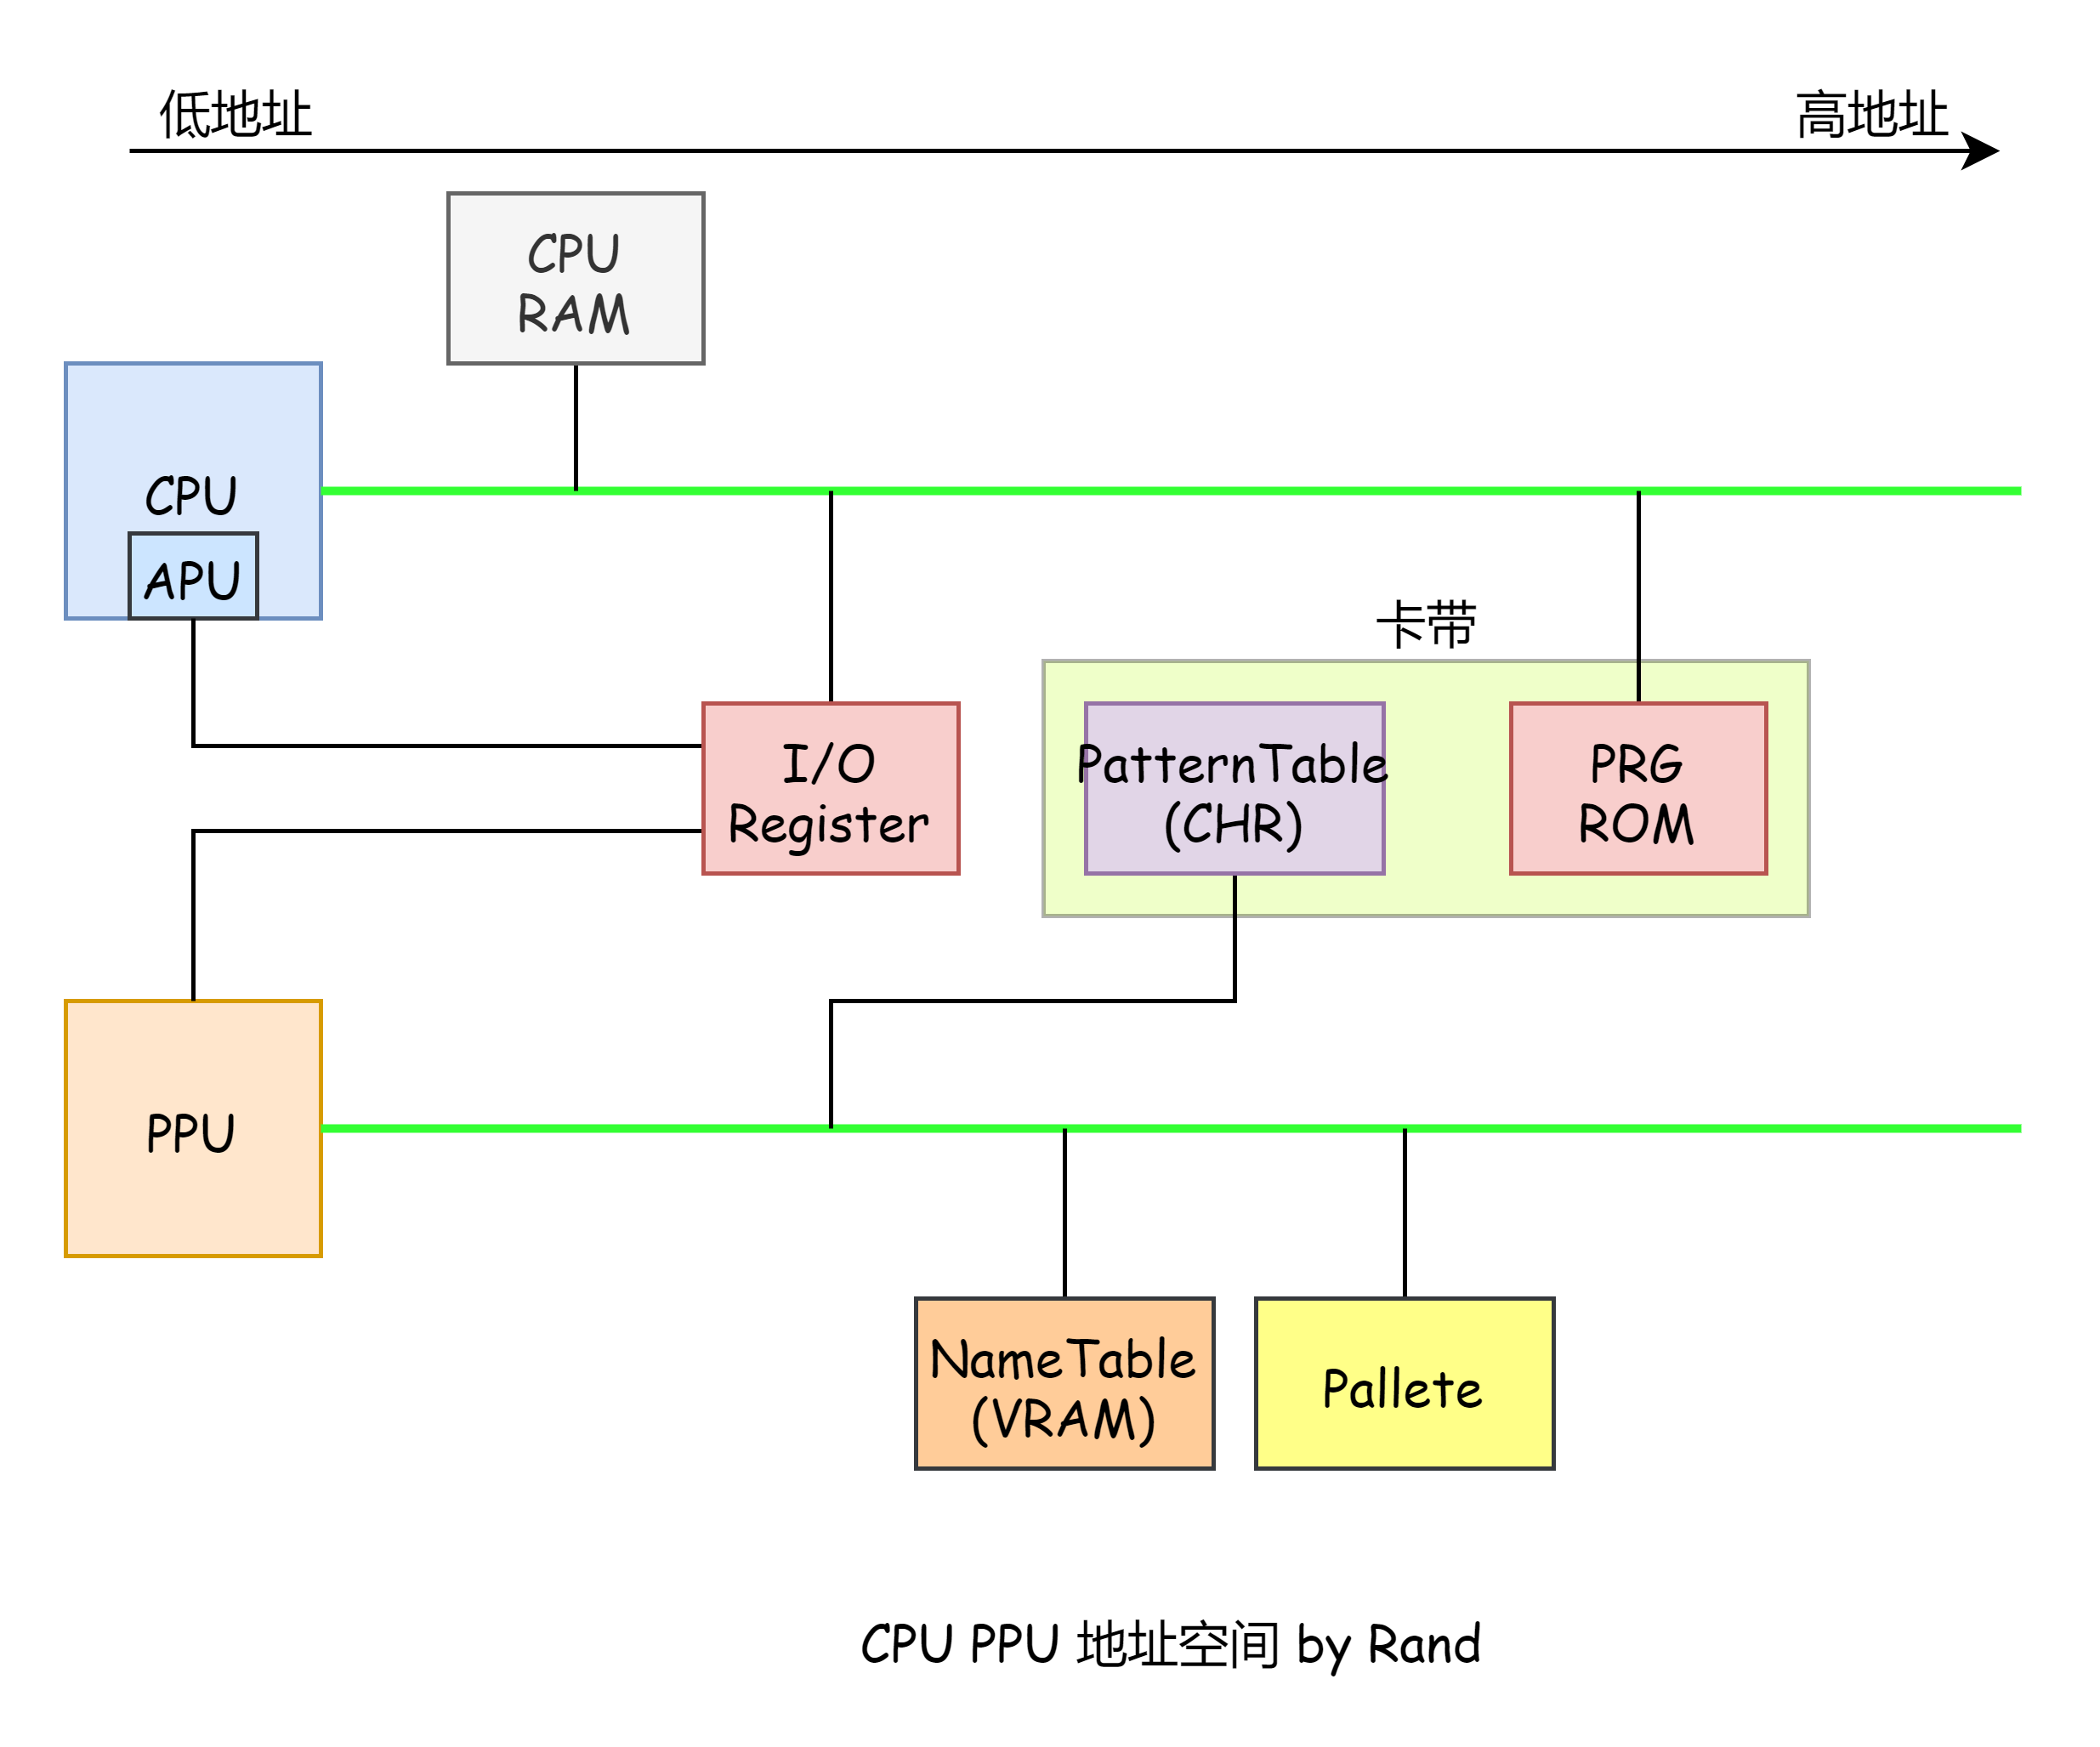 低地址
高地址
CPU
RAM
CPU
APU
卡带
I/O
Register
PatternTable
(CHR)
PRG
ROM
PPU
NameTable
(VRAM)
Pallete
CPU PPU 地址空间 by Rand